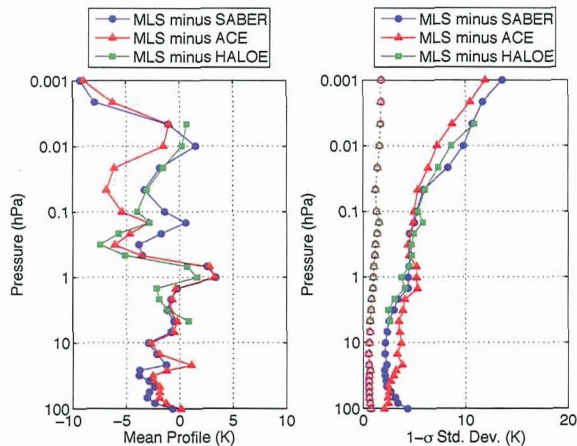 MLS minus SABER
MLS minus ACE
MLS minus HALOE
0.001
0.01
0.1
1
10
100
Pressure (hPa)
−10 −5 0 5 10
Mean Profile (K)
MLS minus SABER
MLS minus ACE
MLS minus HALOE
0.001
0.01
0.1
1
10
100
Pressure (hPa)
0 10 20
1−σ Std. Dev. (K)